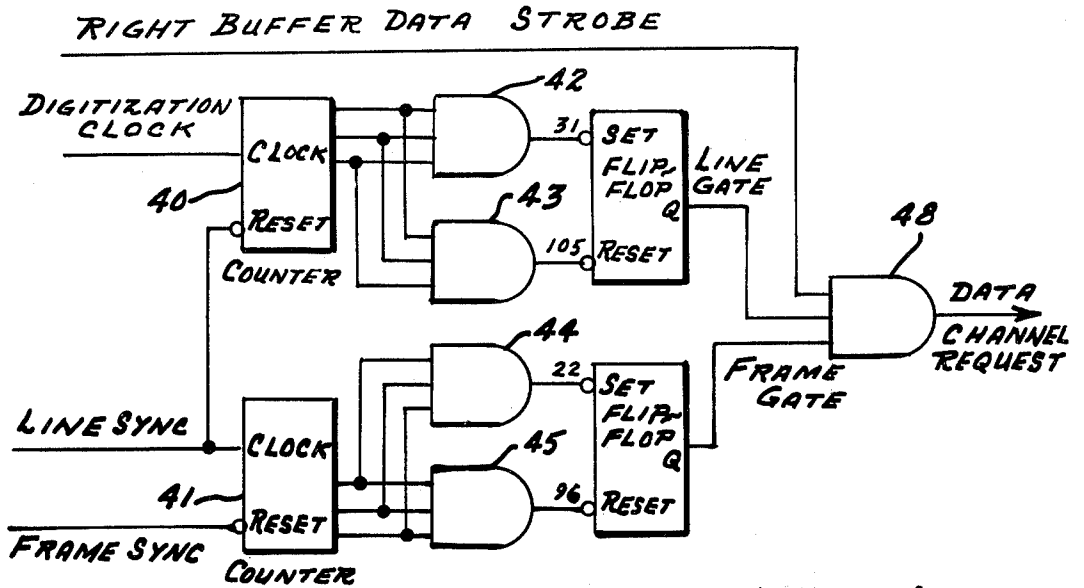 RIGHT BUFFER DATA STROBE
42
DIGITIZATION
CLOCK
CLOCK
31
SET
FLIP-
FLOP
Q
LINE
GATE
40
43
RESET
105
RESET
48
COUNTER
DATA
CHANNEL
REQUEST
44
22
SET
FLIP-
FLOP
Q
FRAME
GATE
LINE SYNC
CLOCK
45
41
96
RESET
RESET
FRAME SYNC
COUNTER